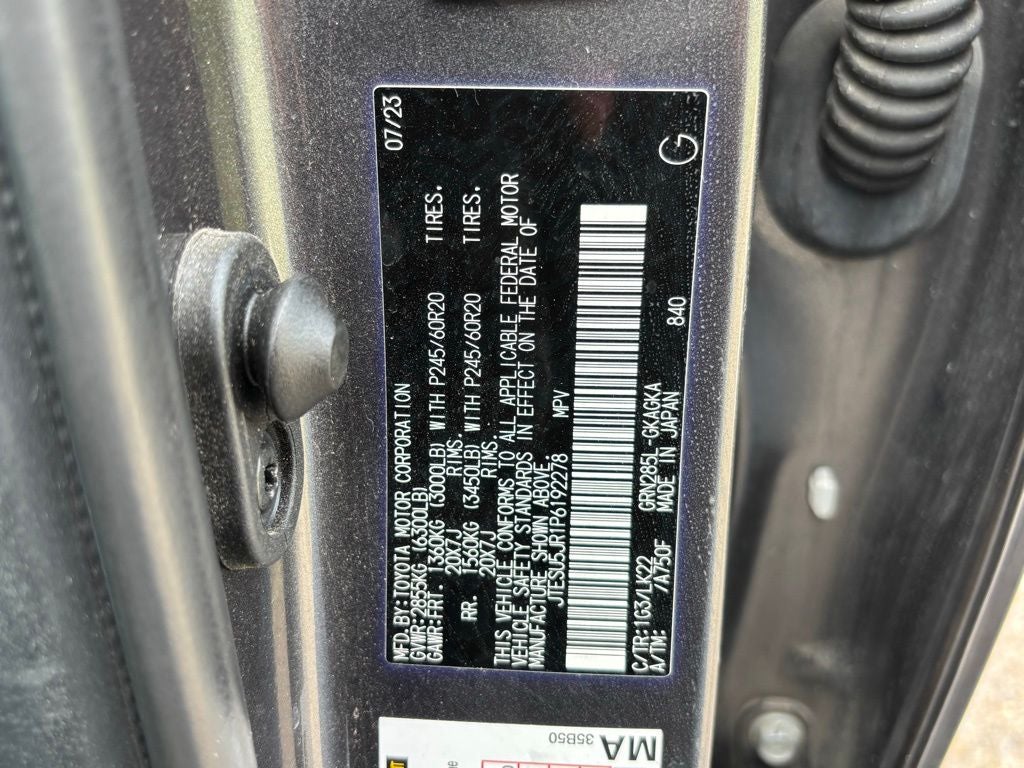 MFD.BY:TOYOTA MOTOR CORPORATION 07/23
GVWR:2855KG (6300LB)
GAWR:FRT. 1360KG (3000LB) WITH P245/60R20 TIRES.
20X7J RIMS.
RR. 1560KG (3450LB) WITH P245/60R20 TIRES.
20X7J RIMS.
THIS VEHICLE CONFORMS TO ALL APPLICABLE FEDERAL MOTOR
VEHICLE SAFETY STANDARDS IN EFFECT ON THE DATE OF
MANUFACTURE SHOWN ABOVE.
JTESU5JR1P6192278 MPV
C/TR:1G3/LK22 GRN285L-GKAGKA 840
A/TM: /A750F MADE IN JAPAN G
MA
35B50